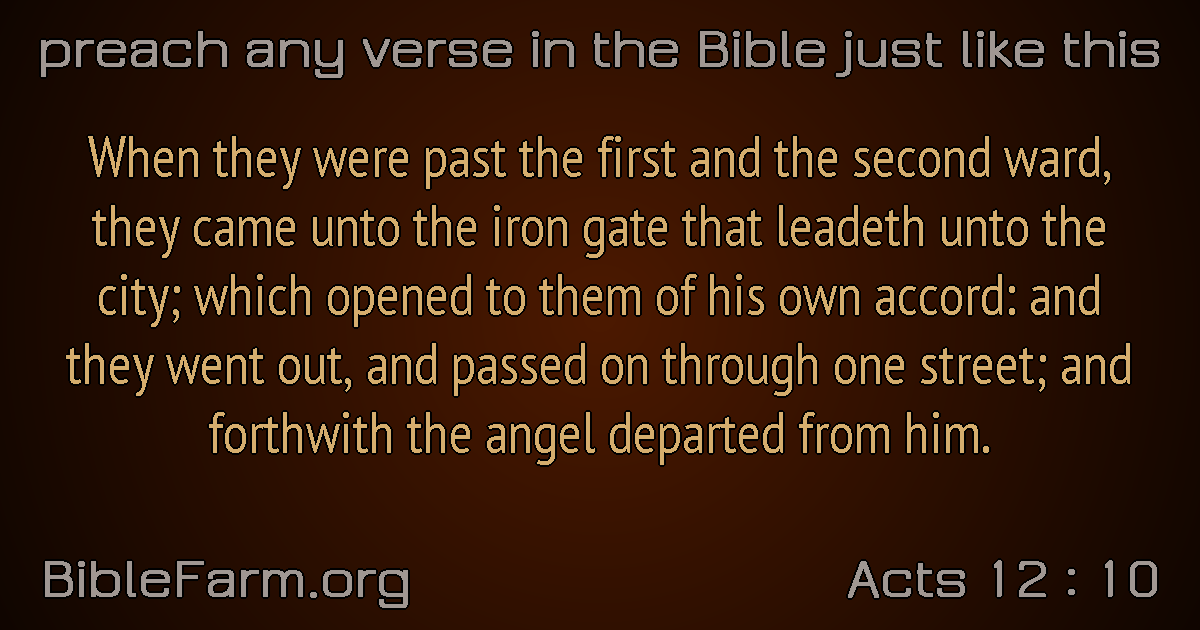 preach any verse in the Bible just like this
When they were past the first and the second ward,
they came unto the iron gate that leadeth unto the
city; which opened to them of his own accord: and
they went out, and passed on through one street; and
forthwith the angel departed from him.
BibleFarm.org
Acts 12 : 10